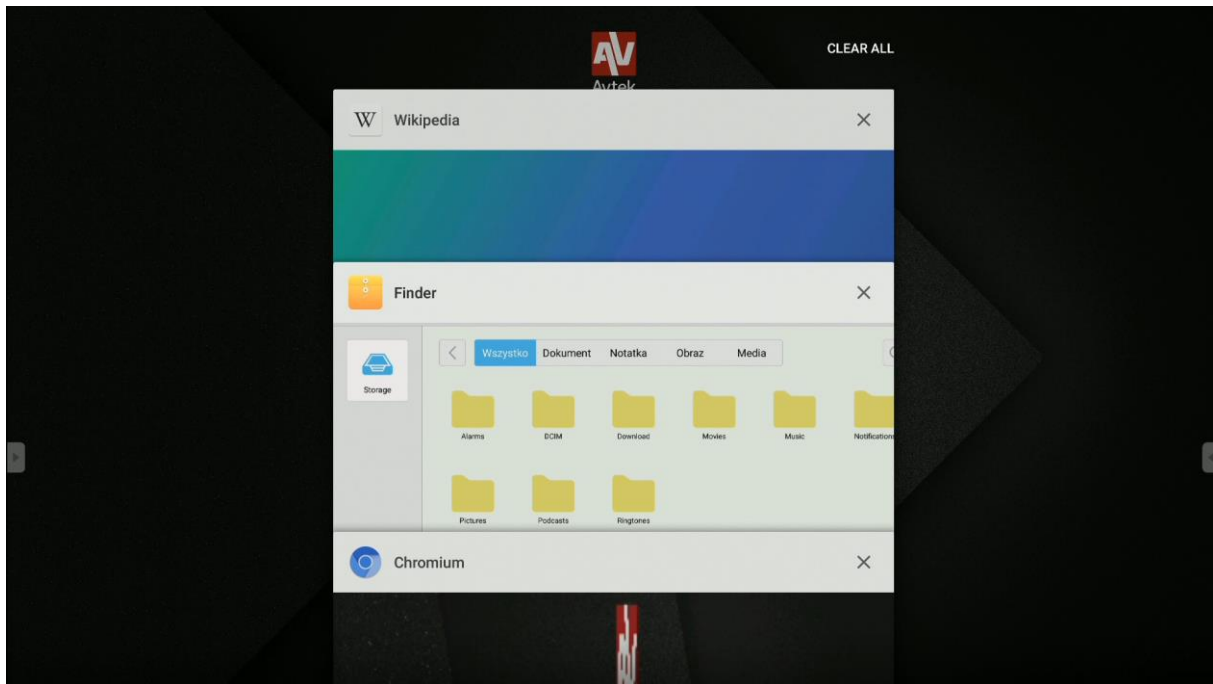 AV
Avtek
CLEAR ALL
W Wikipedia
Finder
Wszystko Dokument Notatka Obraz Media
Storage
Alarms DCIM Download Movies Music Notifications
Pictures Podcasts Ringtones
Chromium